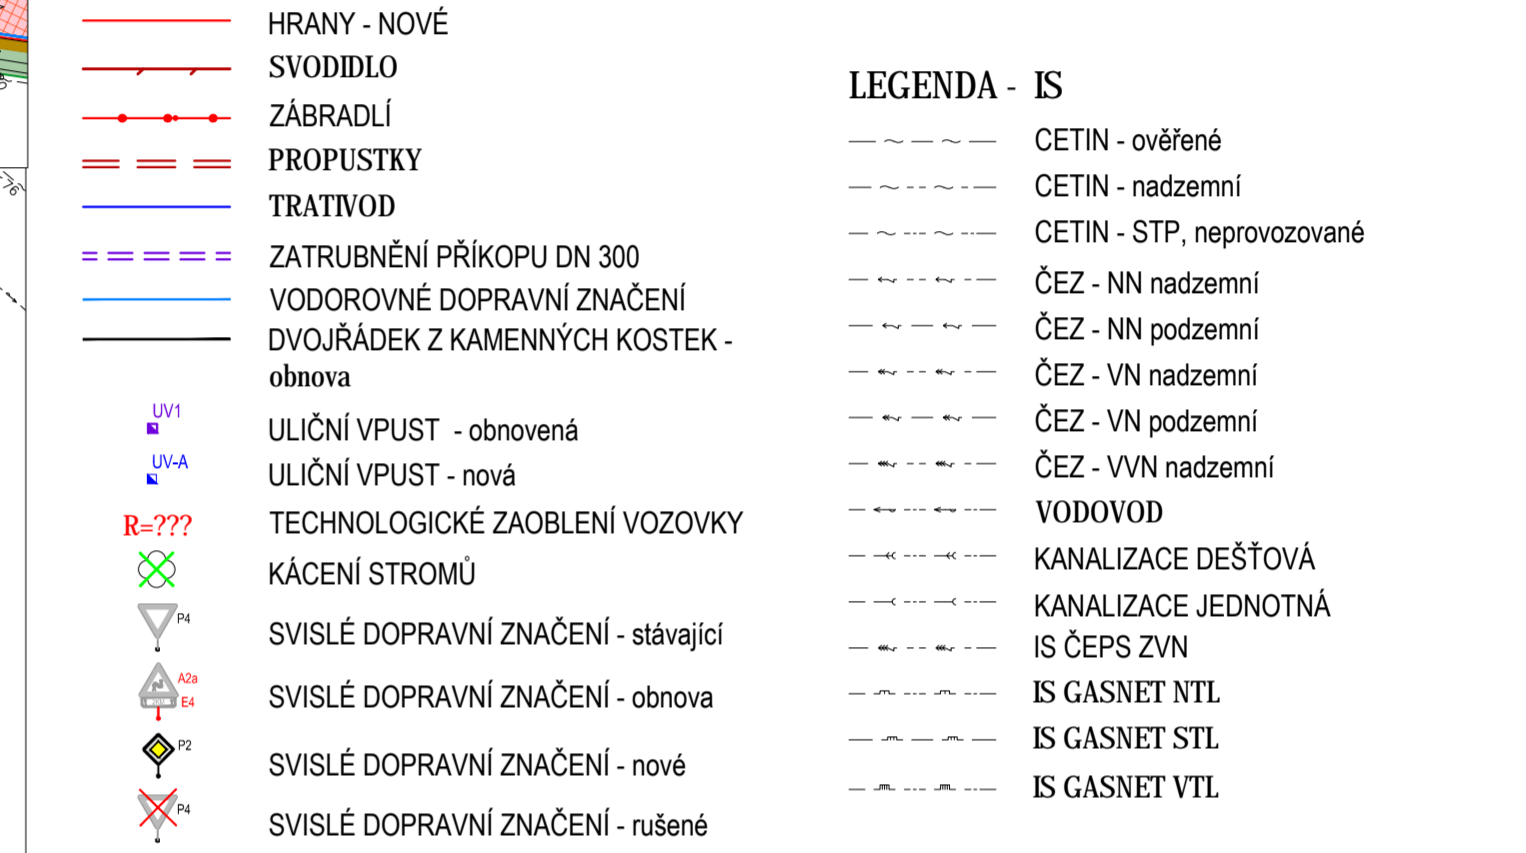 76
HRANY - NOVÉ
SVODIDLO
ZÁBRADLÍ
PROPUSTKY
TRATIVOD
ZATRUBNĚNÍ PŘÍKOPU DN 300
VODOROVNÉ DOPRAVNÍ ZNAČENÍ
DVOJŘÁDEK Z KAMENNÝCH KOSTEK -
obnova
UV1
ULIČNÍ VPUST - obnovená
UV-A
ULIČNÍ VPUST - nová
R=??? TECHNOLOGICKÉ ZAOBLENÍ VOZOVKY
KÁCENÍ STROMŮ
P4
SVISLÉ DOPRAVNÍ ZNAČENÍ - stávající
A2a
E4
SVISLÉ DOPRAVNÍ ZNAČENÍ - obnova
P2
SVISLÉ DOPRAVNÍ ZNAČENÍ - nové
P4
SVISLÉ DOPRAVNÍ ZNAČENÍ - rušené
LEGENDA - IS
CETIN - ověřené
CETIN - nadzemní
CETIN - STP, neprovozované
ČEZ - NN nadzemní
ČEZ - NN podzemní
ČEZ - VN nadzemní
ČEZ - VN podzemní
ČEZ - VVN nadzemní
VODOVOD
KANALIZACE DEŠŤOVÁ
KANALIZACE JEDNOTNÁ
IS ČEPS ZVN
IS GASNET NTL
IS GASNET STL
IS GASNET VTL